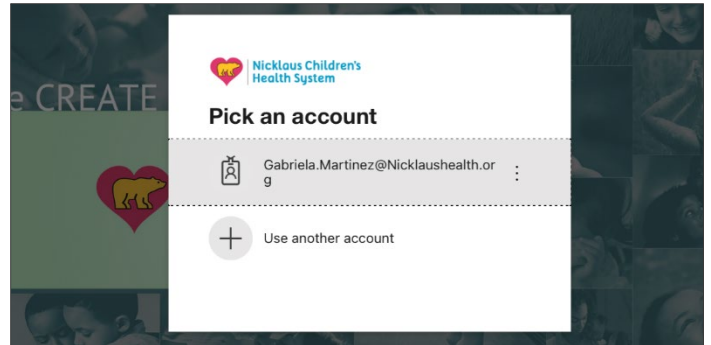 e CREATE
Nicklaus Children's
Health System
Pick an account
Gabriela.Martinez@Nicklaushealth.or
g
Use another account